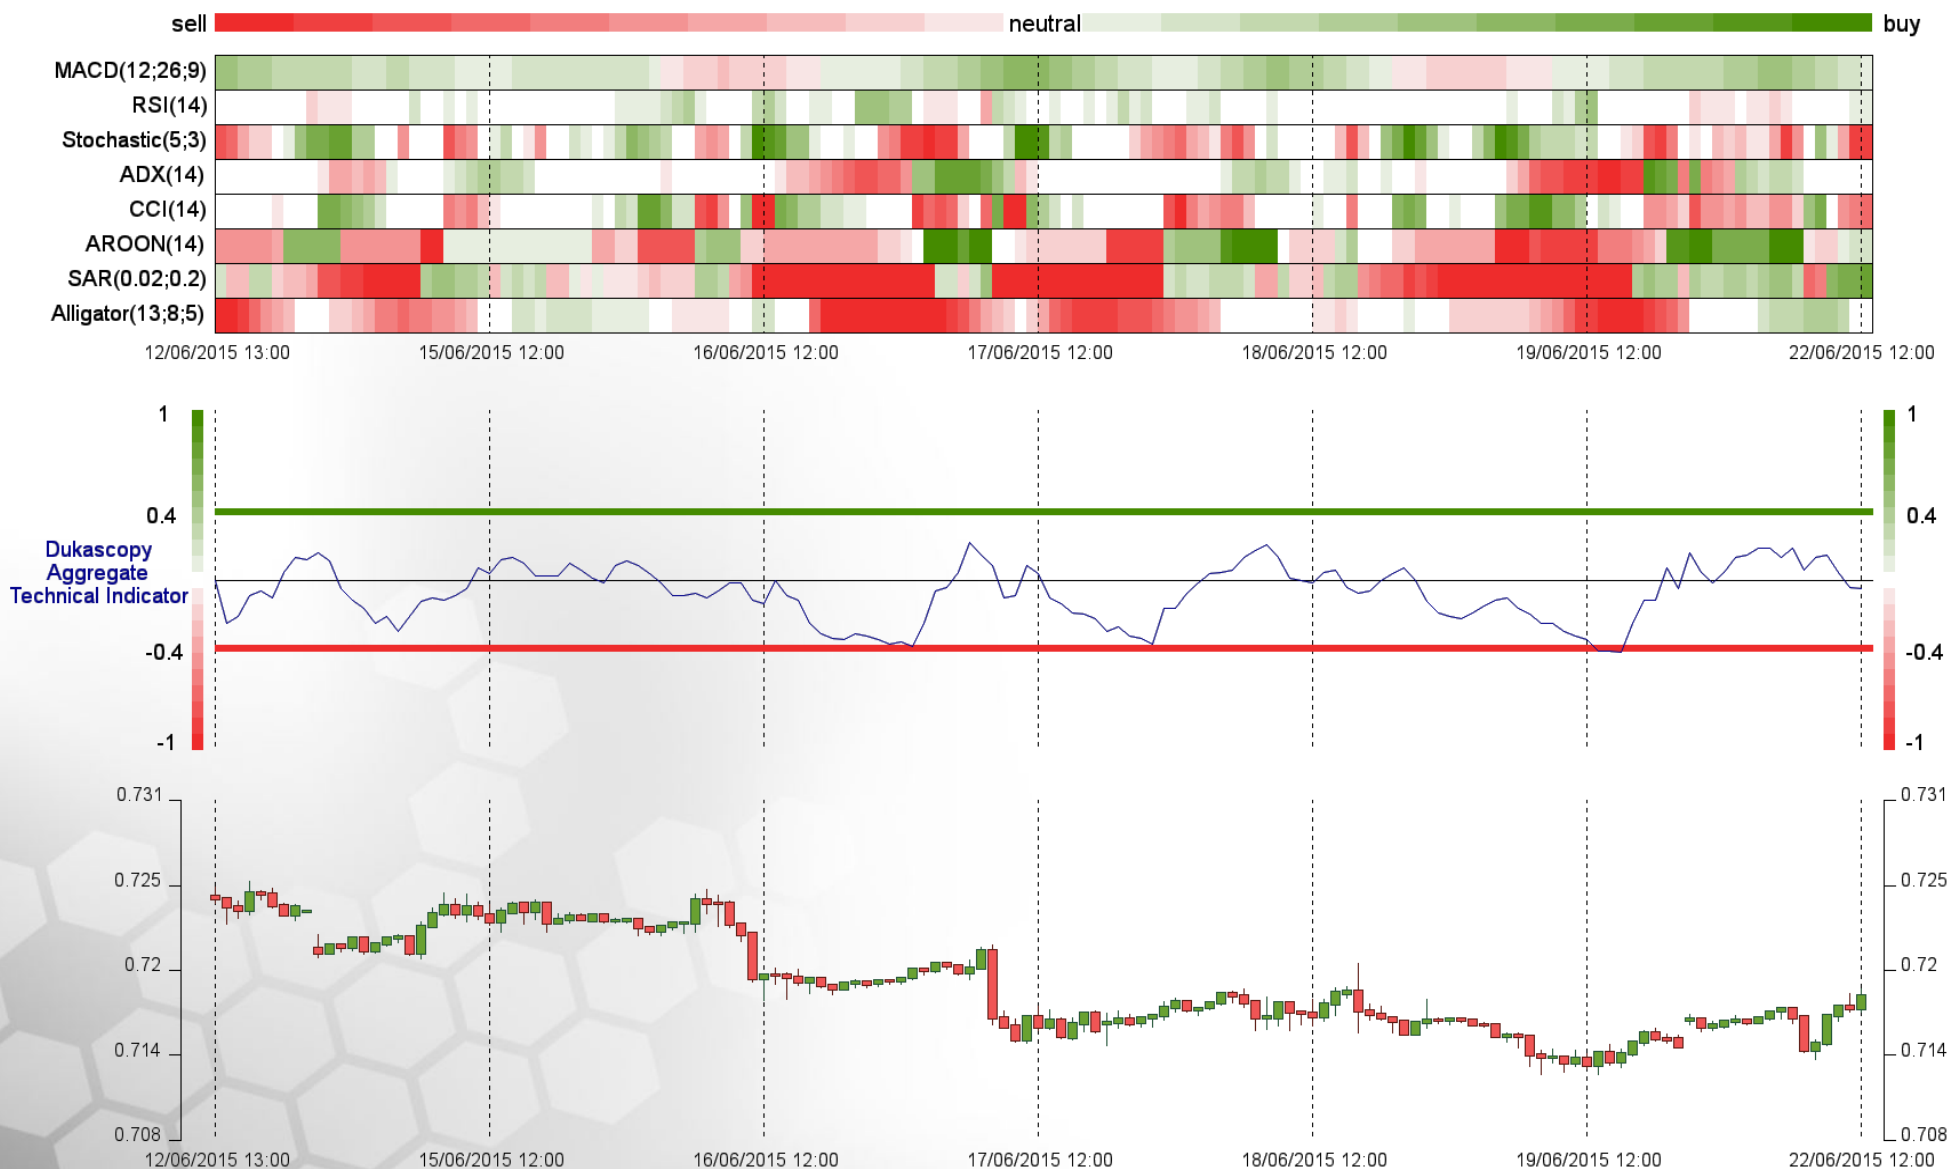 sell neutral buy
MACD(12;26;9)
RSI(14)
Stochastic(5;3)
ADX(14)
CCI(14)
AROON(14)
SAR(0.02;0.2)
Alligator(13;8;5)
12/06/2015 13:00 15/06/2015 12:00 16/06/2015 12:00 17/06/2015 12:00 18/06/2015 12:00 19/06/2015 12:00 22/06/2015 12:00
1 1
0.4 0.4
Dukascopy
Aggregate
Technical Indicator
-0.4 -0.4
-1 -1
0.731 0.731
0.725 0.725
0.72 0.72
0.714 0.714
0.708 0.708
12/06/2015 13:00 15/06/2015 12:00 16/06/2015 12:00 17/06/2015 12:00 18/06/2015 12:00 19/06/2015 12:00 22/06/2015 12:00